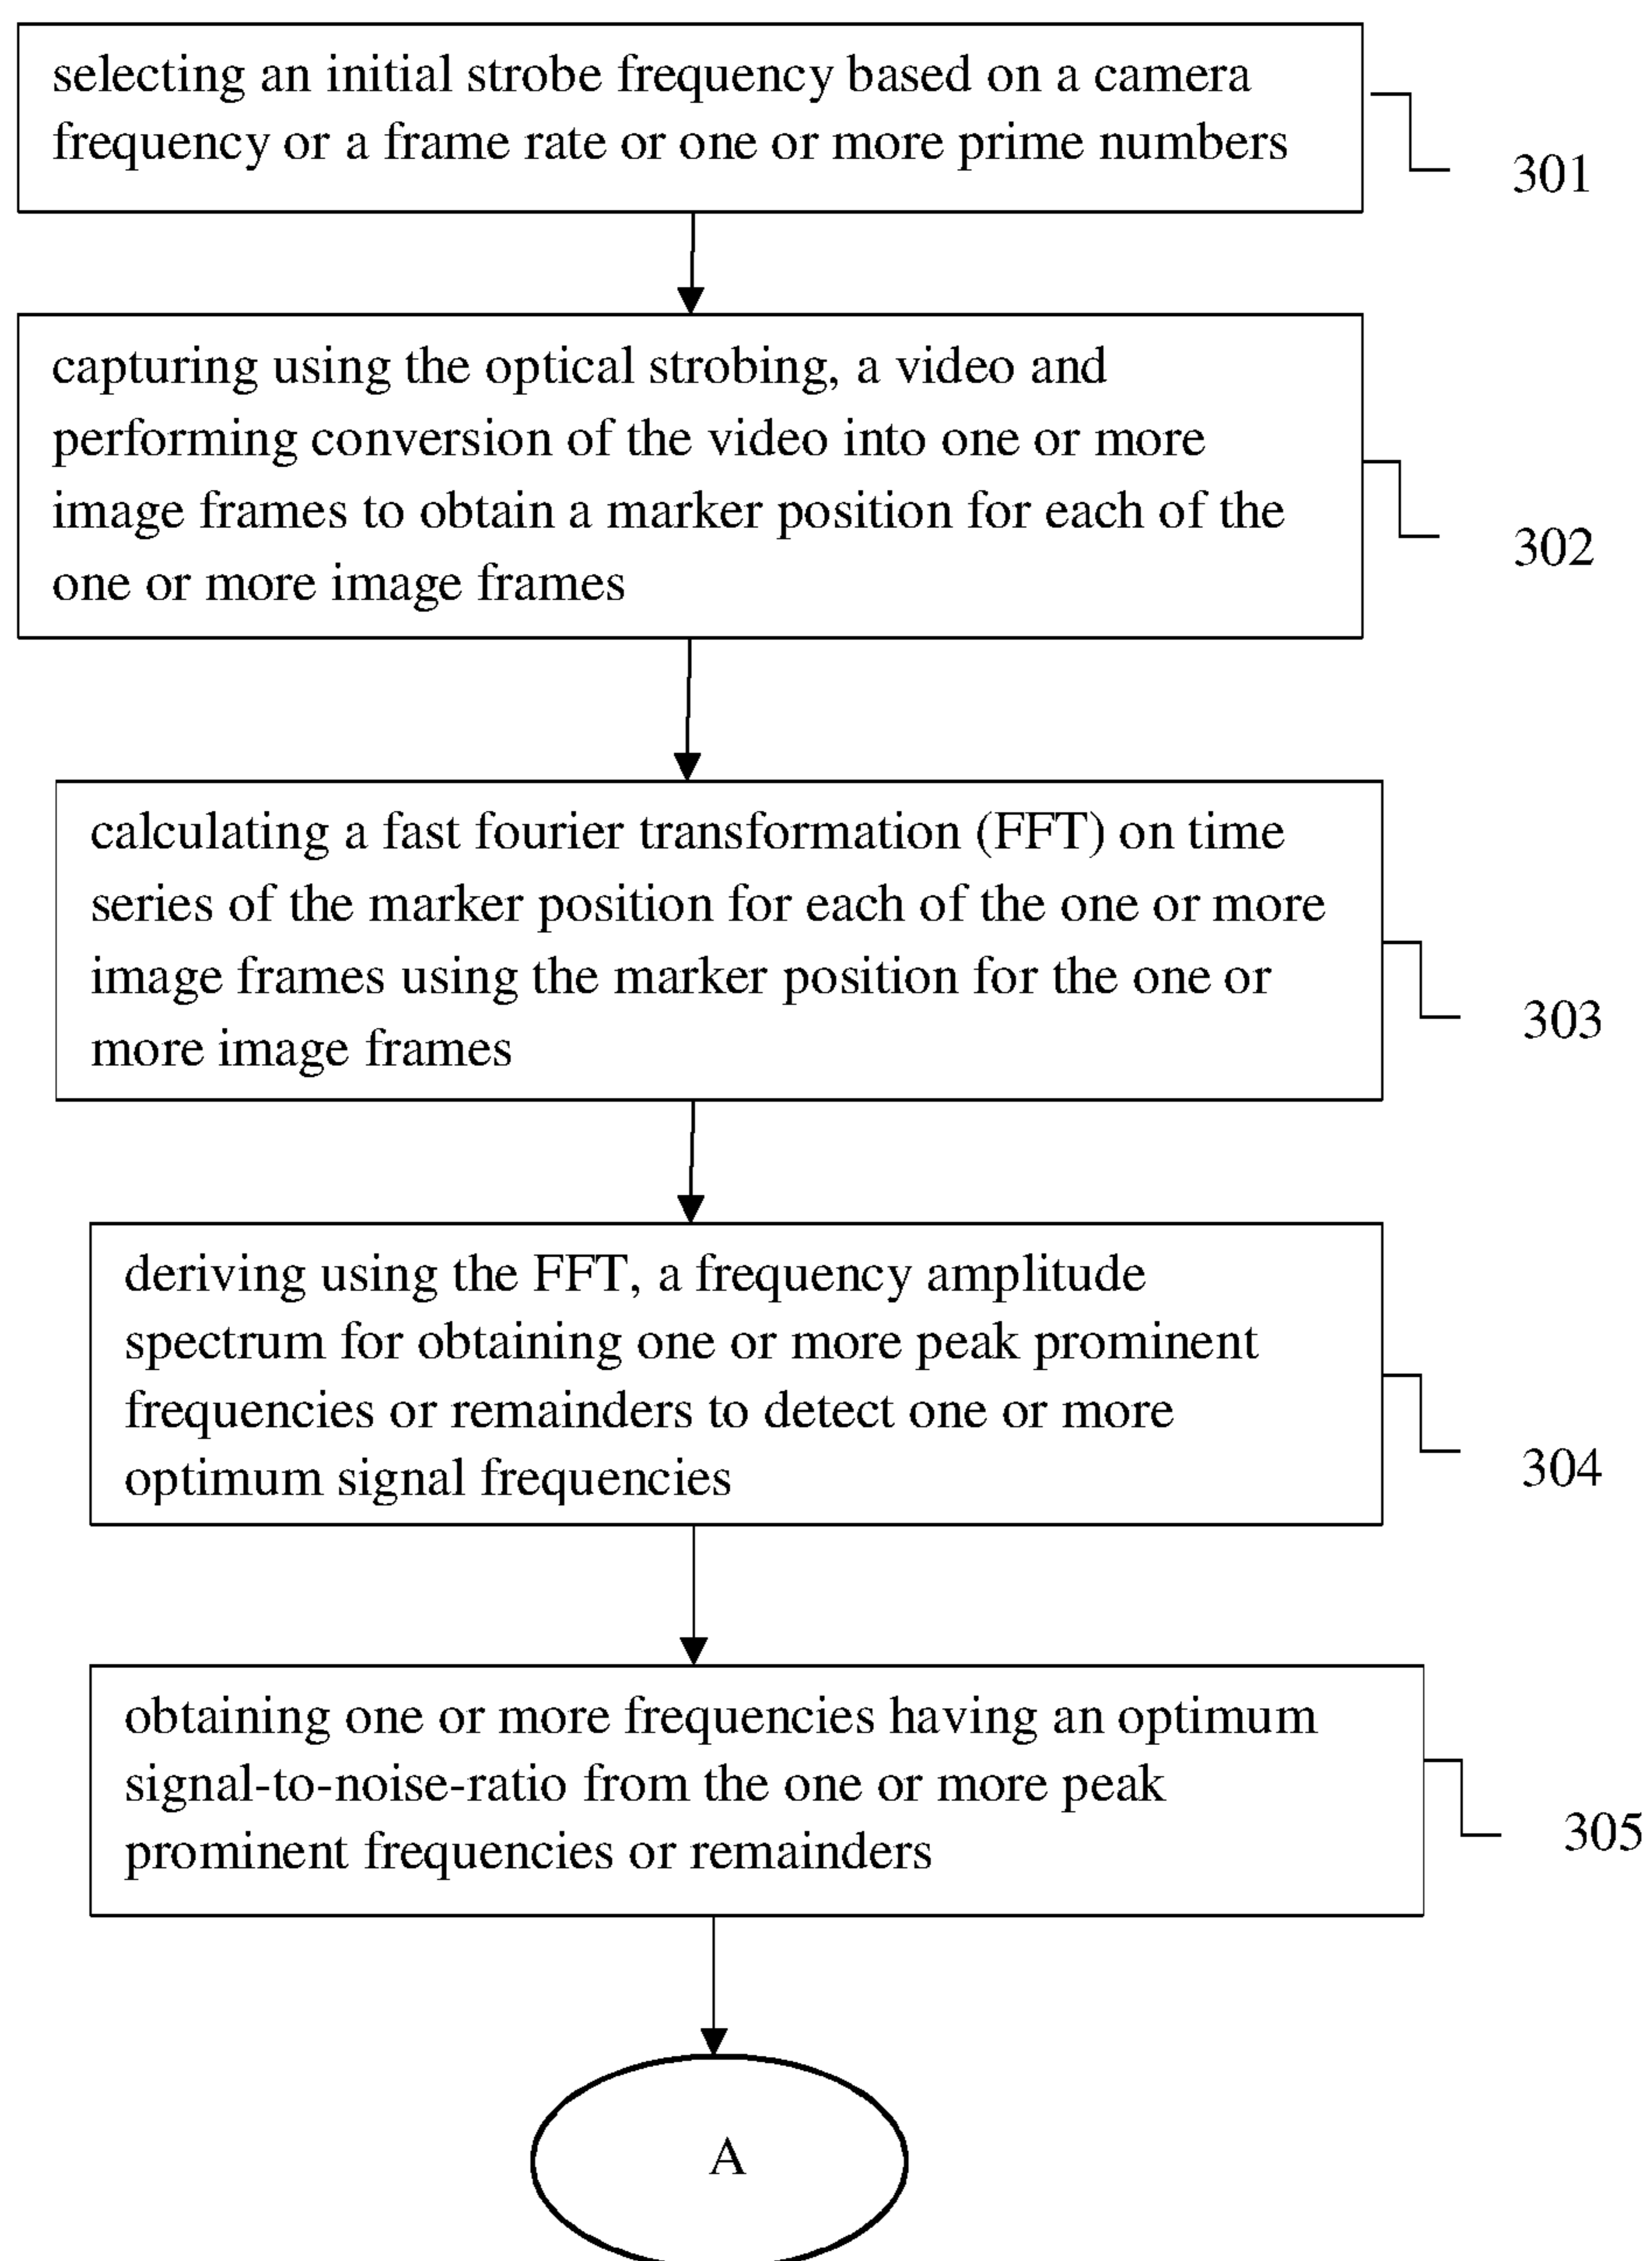 selecting an initial strobe frequency based on a camera
frequency or a frame rate or one or more prime numbers
301
capturing using the optical strobing, a video and
performing conversion of the video into one or more
image frames to obtain a marker position for each of the
one or more image frames
302
calculating a fast fourier transformation (FFT) on time
series of the marker position for each of the one or more
image frames using the marker position for the one or
more image frames
303
deriving using the FFT, a frequency amplitude
spectrum for obtaining one or more peak prominent
frequencies or remainders to detect one or more
optimum signal frequencies
304
obtaining one or more frequencies having an optimum
signal-to-noise-ratio from the one or more peak
prominent frequencies or remainders
305
A